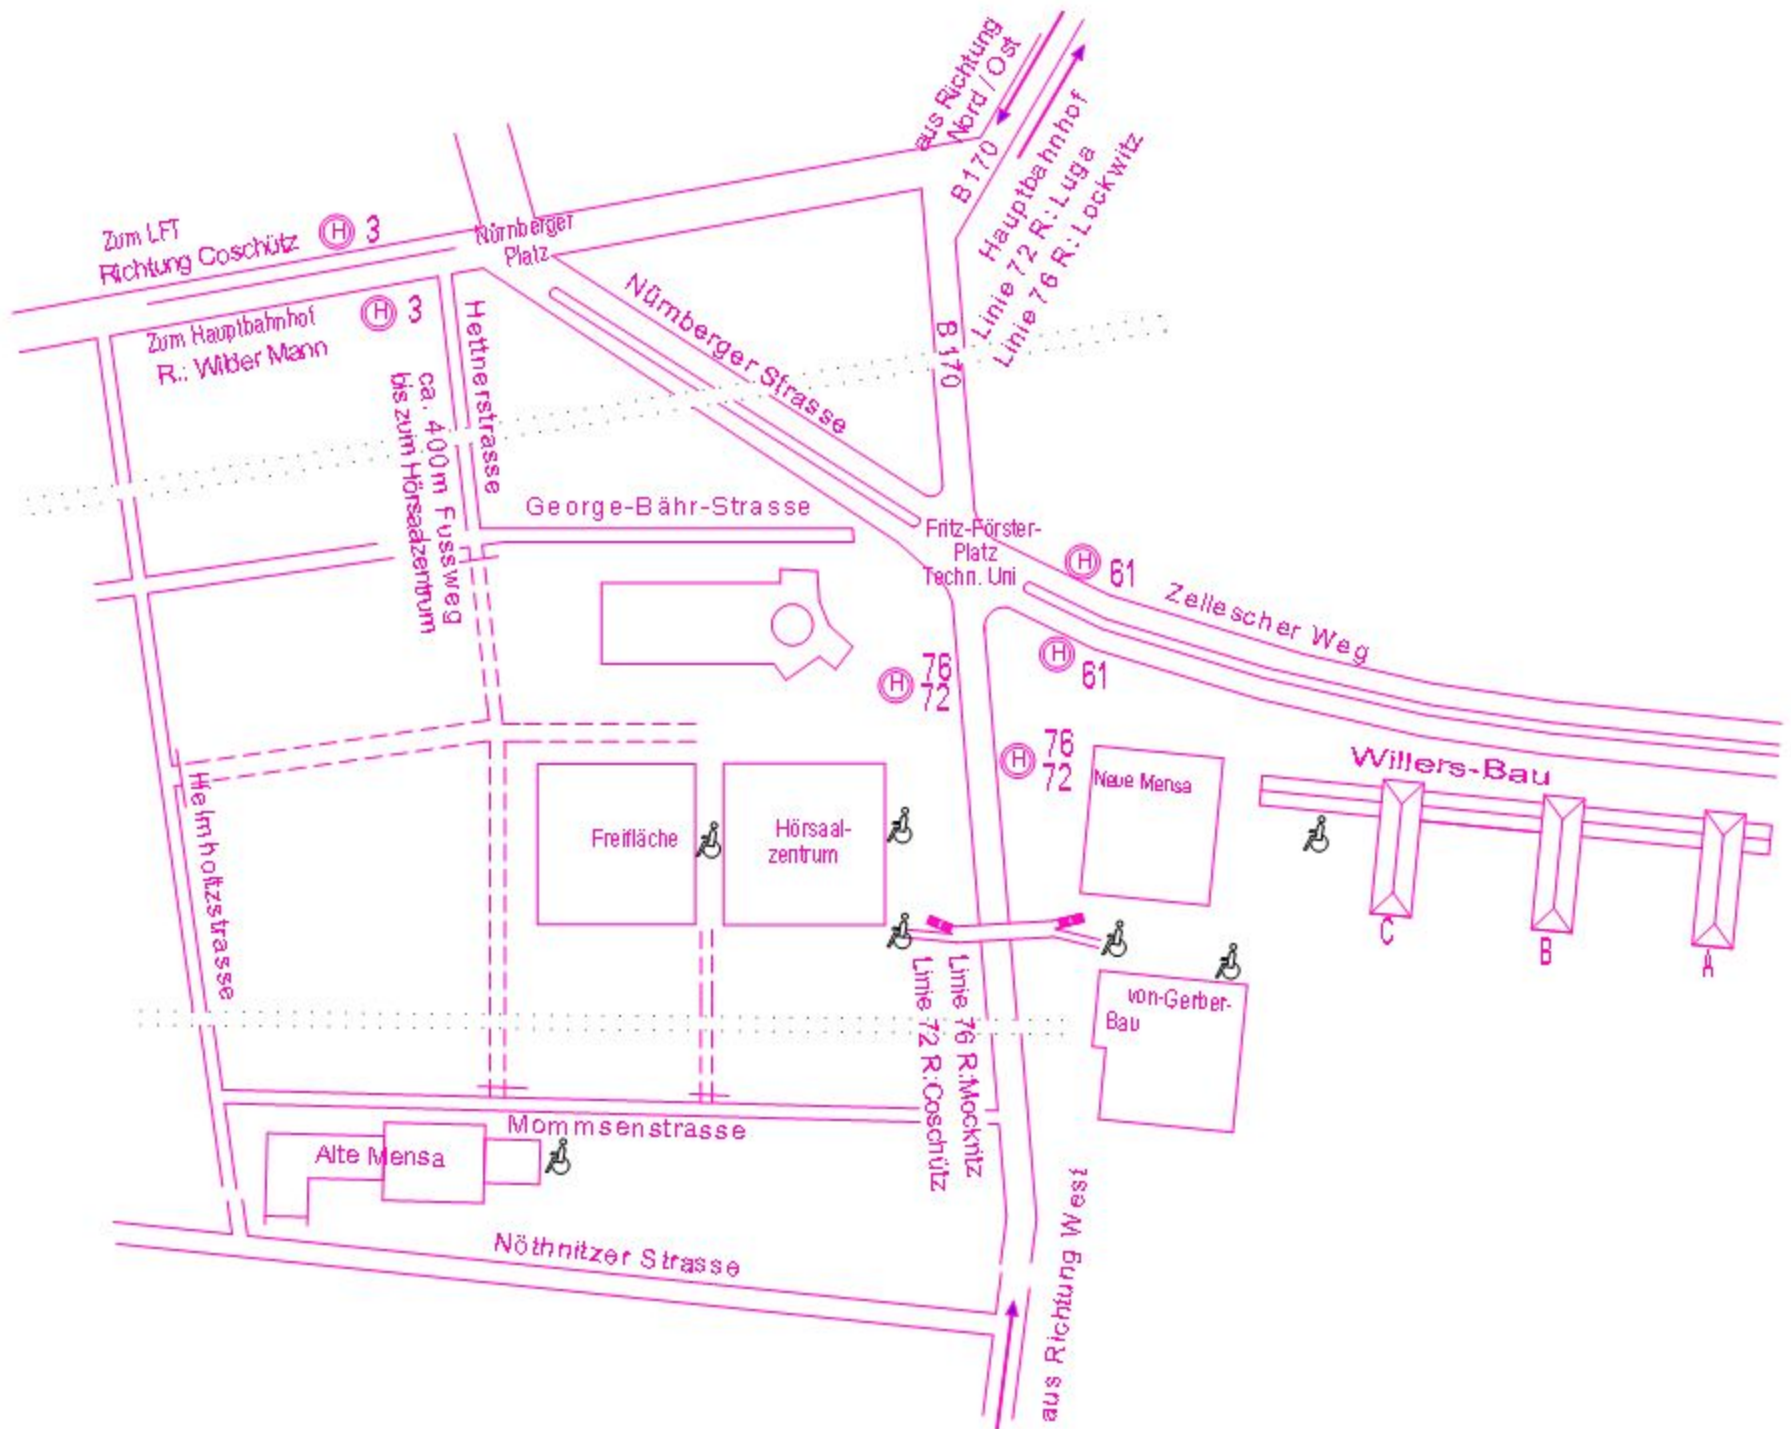 aus Richtung
Nord / Ost
B 170
Hauptbahnhof
Linie 72 R: Luga
Linie 76 R: Lockwitz
Zum LFT
Richtung Coschütz
H 3
Nürnberger
Platz
Zum Hauptbahnhof
R.: Wilder Mann
H 3
Hettnerstrasse
Nürnberger Strasse
B 170
ca. 400m Fussweg
bis zum Hörsaalzentrum
George-Bähr-Strasse
Fritz-Förster-
Platz
Techn. Uni
H 61
Zellescher Weg
H 61
76
H 72
76
H 72
Neue Mensa
Willers-Bau
Helmholtzstrasse
Freifläche
Hörsaal-
zentrum
C
B
A
Linie 76 R:Mockritz
Linie 72 R:Coschütz
von-Gerber-
Bau
Mommsenstrasse
Alte Mensa
Nöthnitzer Strasse
aus Richtung West